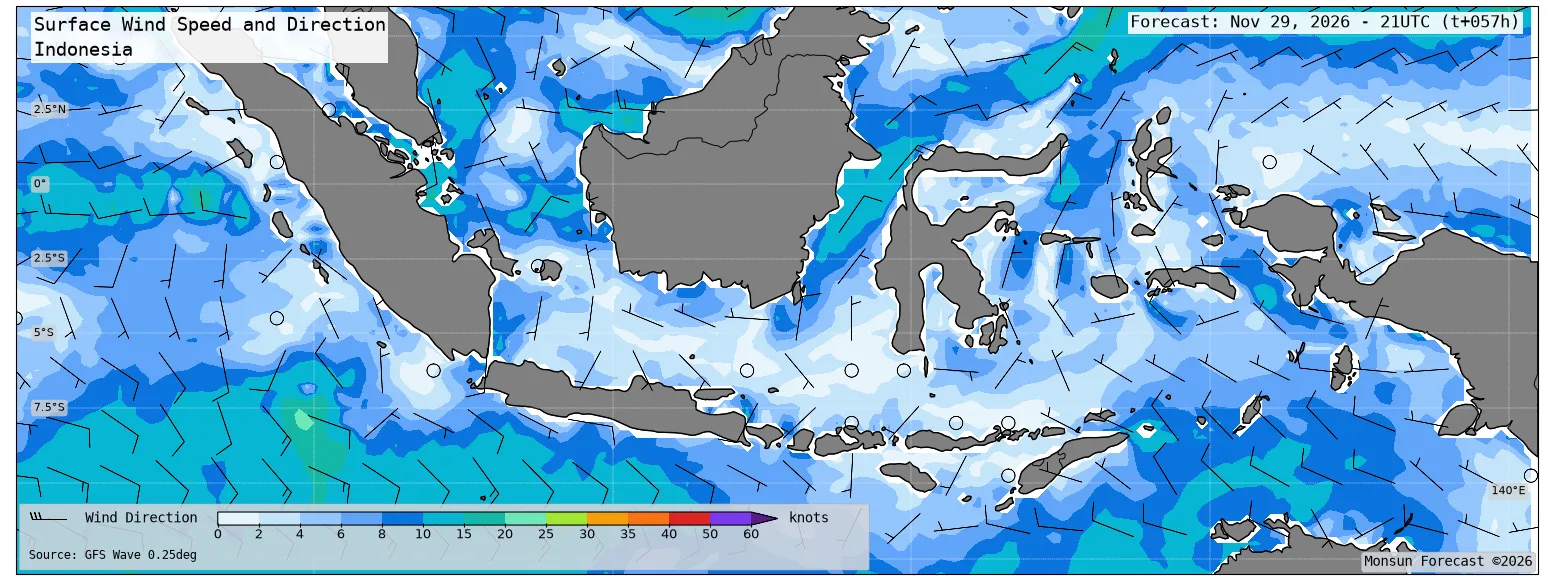 Surface Wind Speed and Direction
Indonesia
Forecast: Nov 29, 2026 - 21UTC (t+057h)
2.5°N
0°
2.5°S
5°S
7.5°S
140°E
Wind Direction
0 2 4 6 8 10 15 20 25 30 35 40 50 60 knots
Source: GFS Wave 0.25deg
Monsun Forecast ©2026